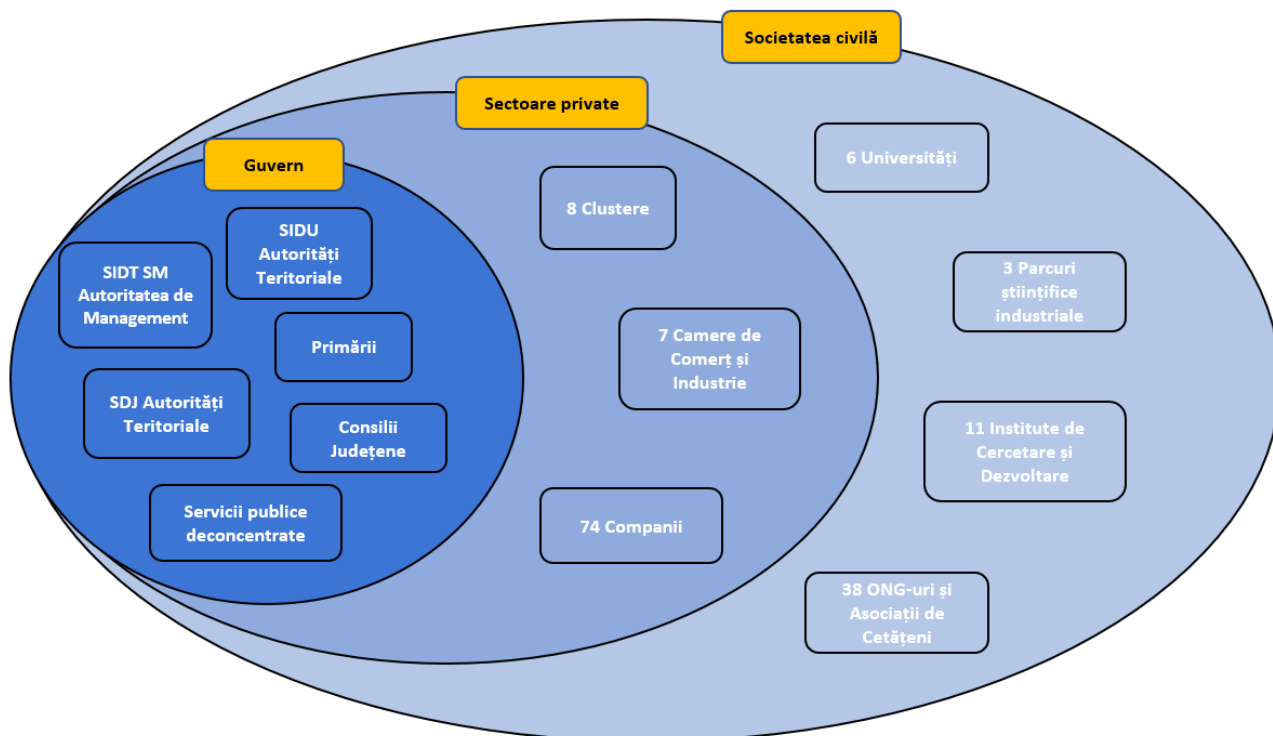 Societatea civilă
Sectoare private
Guvern
6 Universități
8 Clustere
SIDU
Autorități
Teritoriale
SIDT SM
Autoritatea de
Management
3 Parcuri
științifice
industriale
Primării
7 Camere de
Comerț și
Industrie
SDJ Autorități
Teritoriale
Consilii
Județene
11 Institute de
Cercetare și
Dezvoltare
Servicii publice
deconcentrate
74 Companii
38 ONG-uri și
Asociații de
Cetățeni